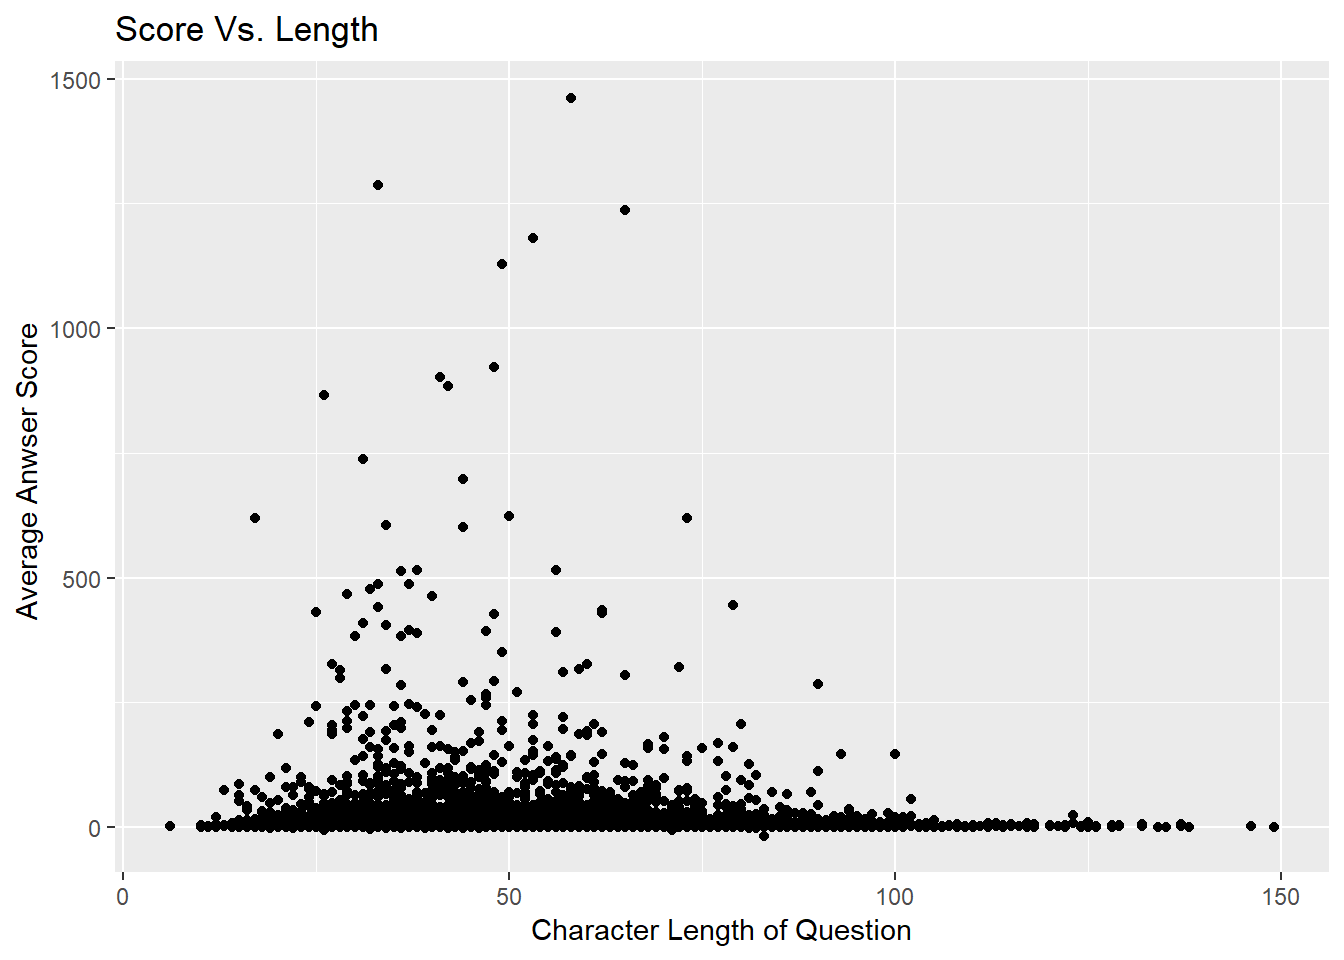 Score Vs. Length
1500
1000
500
0
Average Anwser Score
0 50 100 150
Character Length of Question